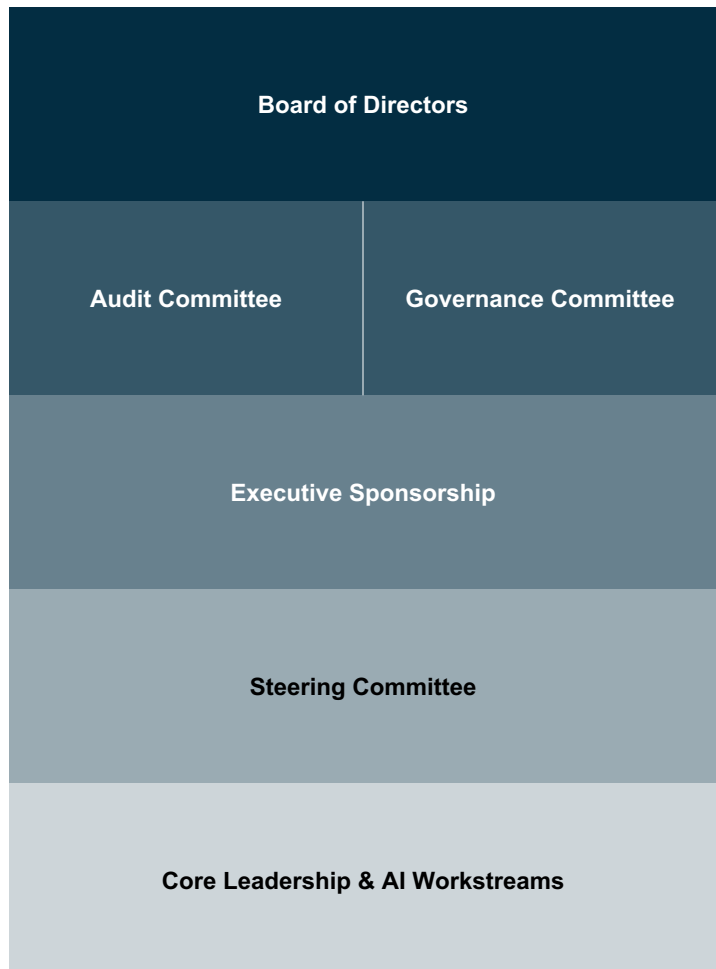 Board of Directors
Audit Committee
Governance Committee
Executive Sponsorship
Steering Committee
Core Leadership & AI Workstreams